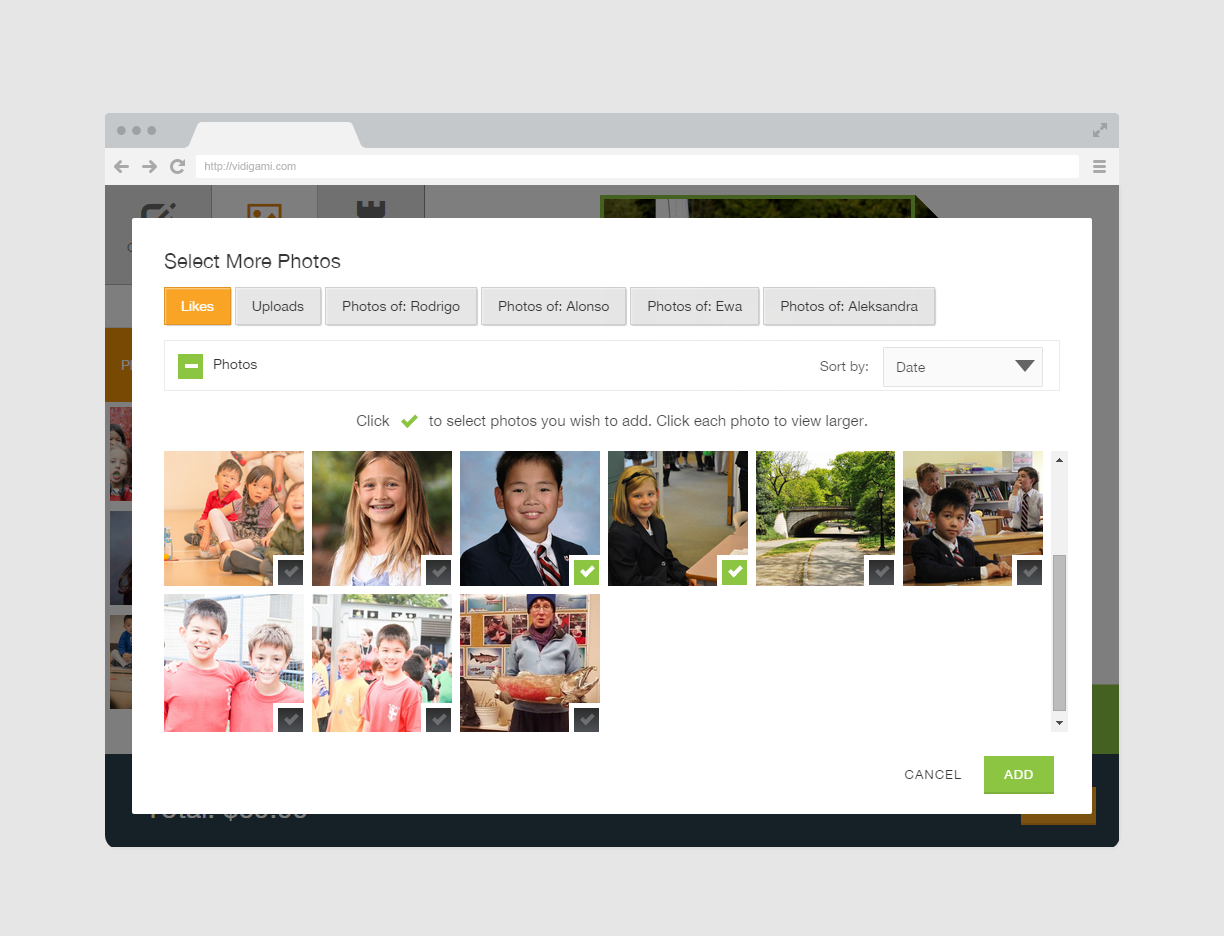 http://vidigami.com
Select More Photos
Likes
Uploads
Photos of: Rodrigo
Photos of: Alonso
Photos of: Ewa
Photos of: Aleksandra
Photos
Sort by:
Date
Click to select photos you wish to add. Click each photo to view larger.
CANCEL
ADD
Total: